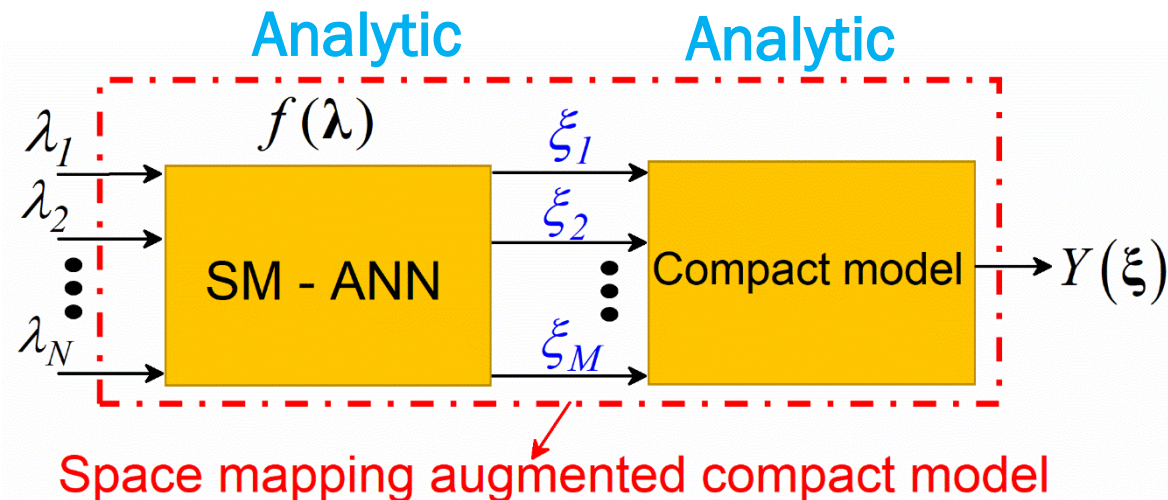 Analytic Analytic
f(λ)
λ1 ξ1
λ2 ξ2
SM - ANN Compact model Y(ξ)
λN ξM
Space mapping augmented compact model